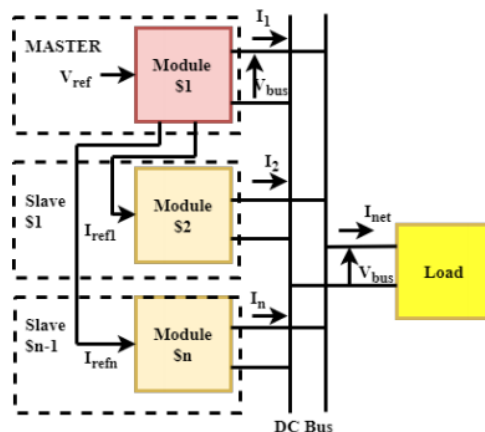 MASTER
Vref
Module
$1
I1
Vbus
Slave
$1
Iref1
Module
$2
I2
Inet
Vbus
Load
Slave
$n-1
Irefn
Module
$n
In
DC Bus